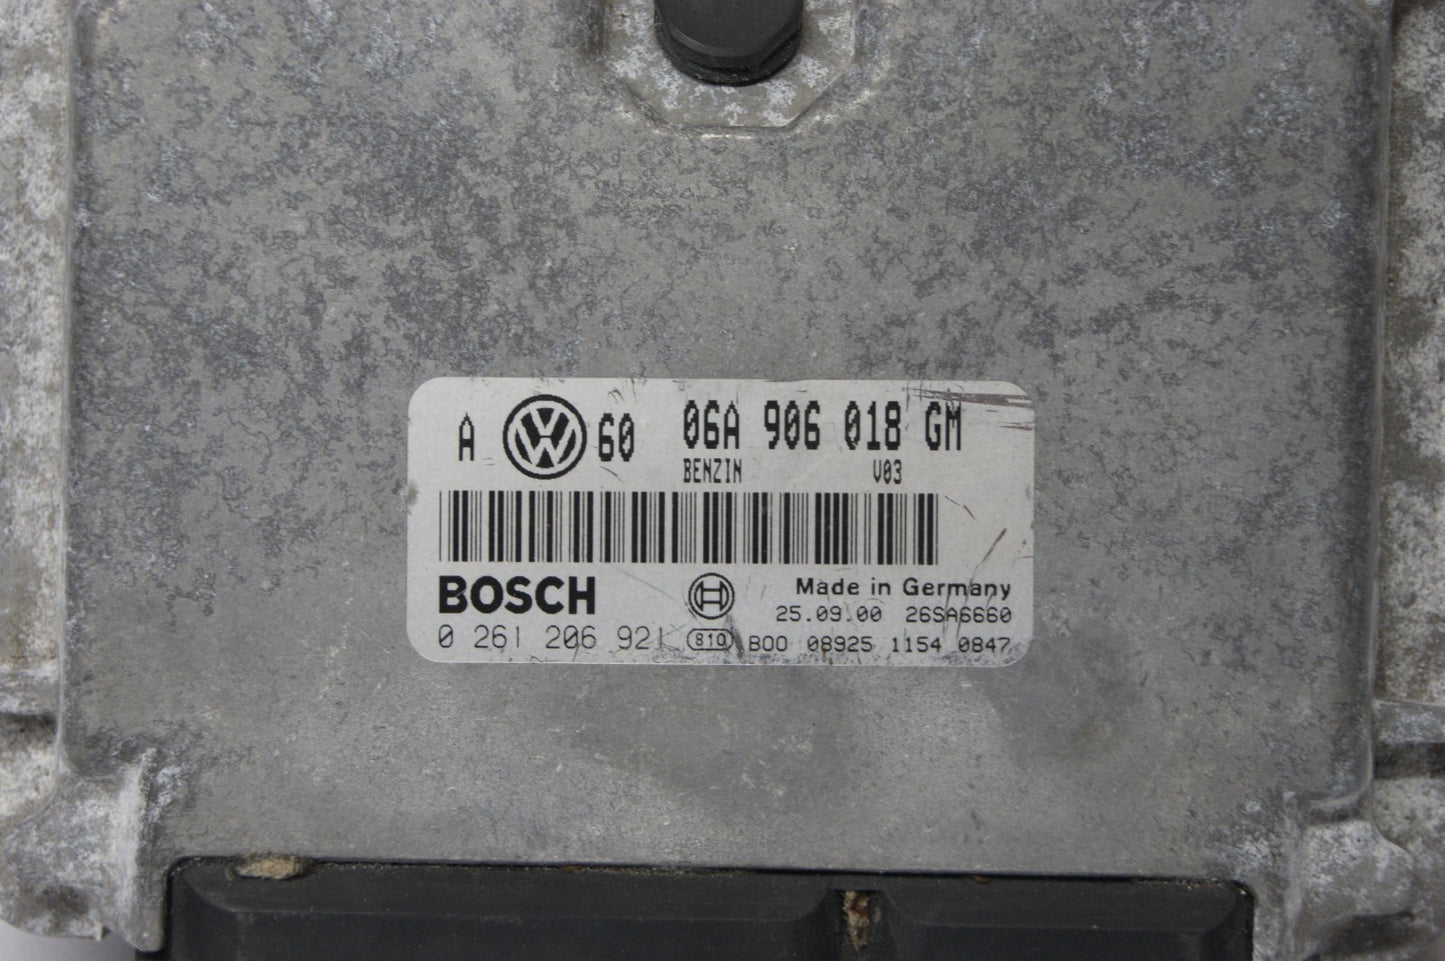 A VW 60 06A 906 018 GM
BENZIN V03
BOSCH Made in Germany
25.09.00 26SA6660
0 261 206 921 810 B00 08925 1154 0847